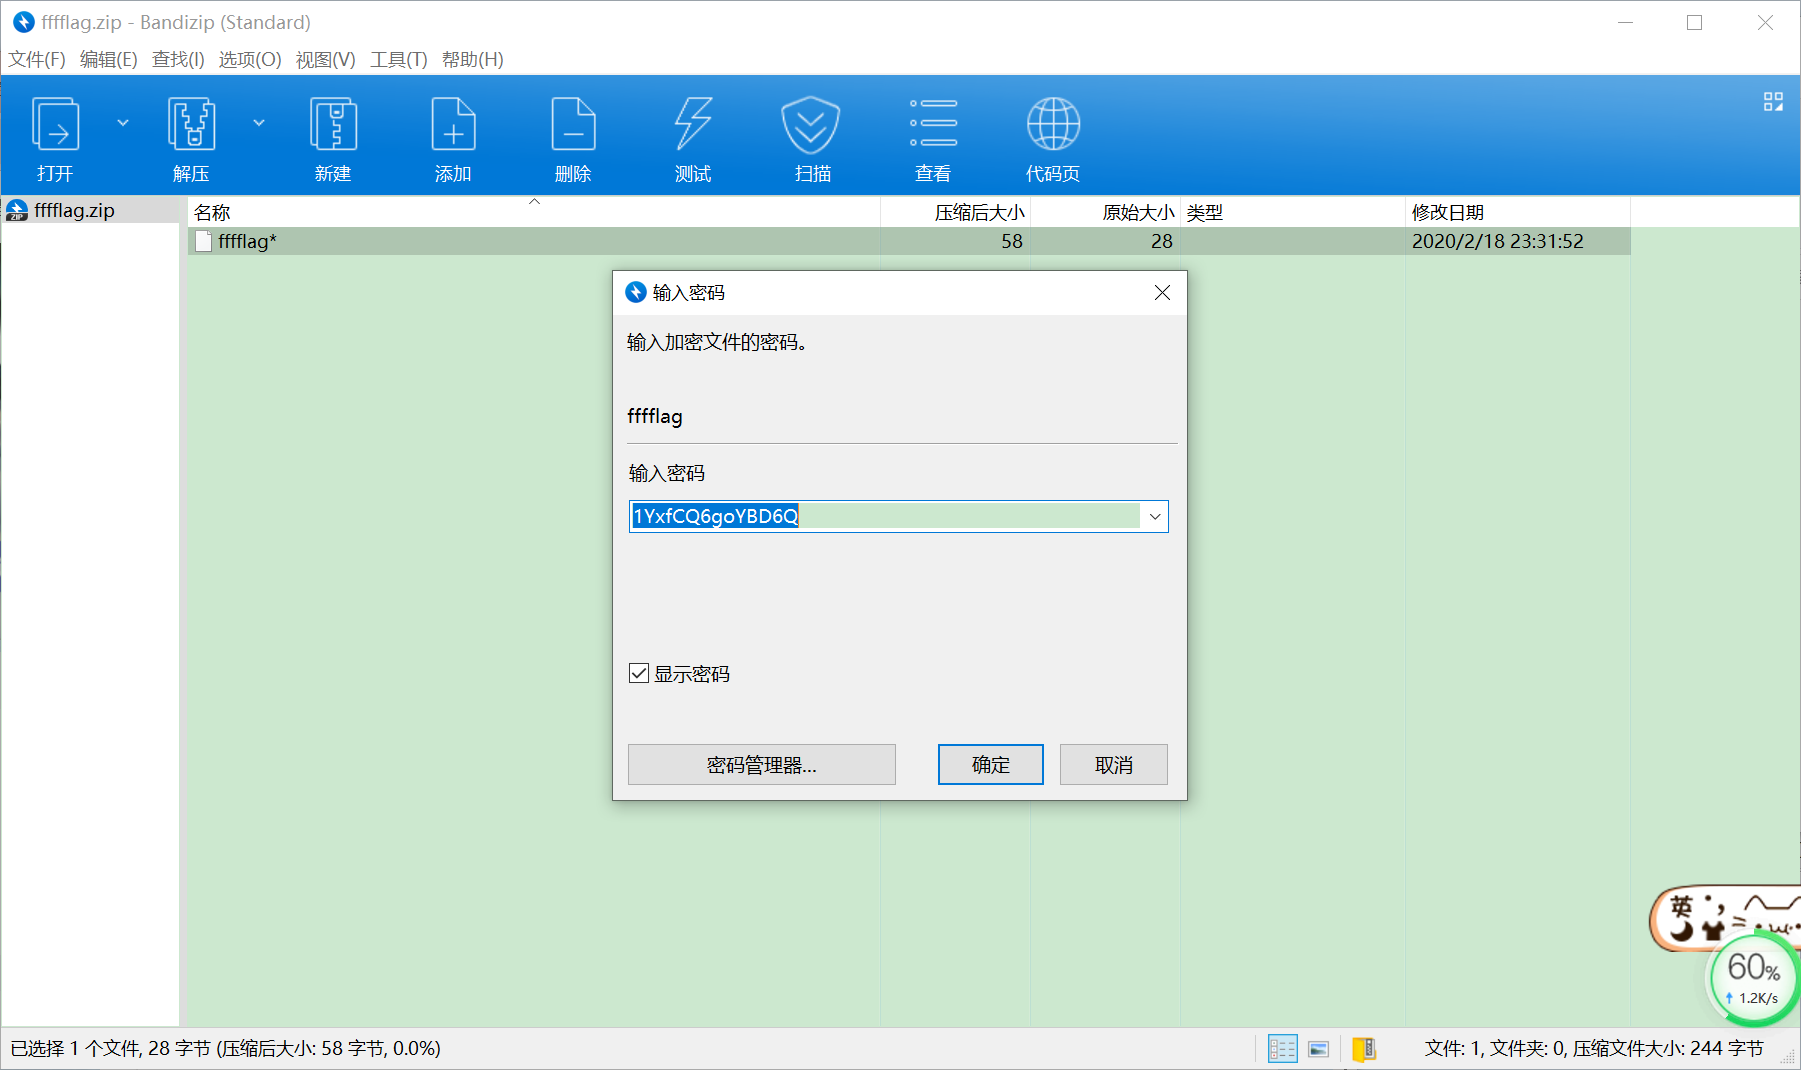 fffflag.zip - Bandizip (Standard)
文件(F) 编辑(E) 查找(I) 选项(O) 视图(V) 工具(T) 帮助(H)
打开 解压 新建 添加 删除 测试 扫描 查看 代码页
fffflag.zip
名称 压缩后大小 原始大小 类型 修改日期
fffflag* 58 28 2020/2/18 23:31:52
输入密码
输入加密文件的密码。
fffflag
输入密码
1YxfCQ6goYBD6Q
显示密码
密码管理器... 确定 取消
英
60%
1.2K/s
已选择 1 个文件, 28 字节 (压缩后大小: 58 字节, 0.0%)
文件: 1, 文件夹: 0, 压缩文件大小: 244 字节